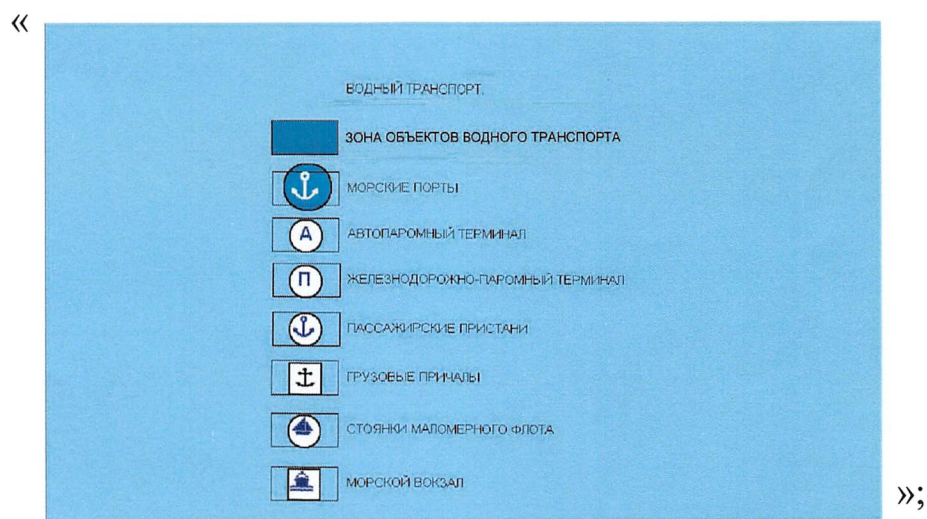 «
ВОДНЫЙ ТРАНСПОРТ.
ЗОНА ОБЪЕКТОВ ВОДНОГО ТРАНСПОРТА
МОРСКИЕ ПОРТЫ
А АВТОПАРОМНЫЙ ТЕРМИНАЛ
П ЖЕЛЕЗНОДОРОЖНО-ПАРОМНЫЙ ТЕРМИНАЛ
ПАССАЖИРСКИЕ ПРИСТАНИ
ГРУЗОВЫЕ ПРИЧАЛЫ
СТОЯНКИ МАЛОМЕРНОГО ФЛОТА
МОРСКОЙ ВОКЗАЛ
»;